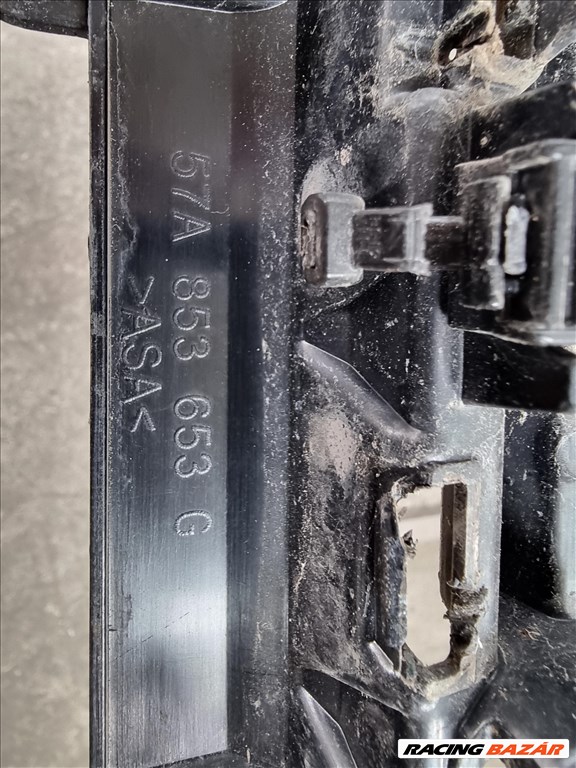 57A 853 653 G
>ASA<
RACING BAZÁR